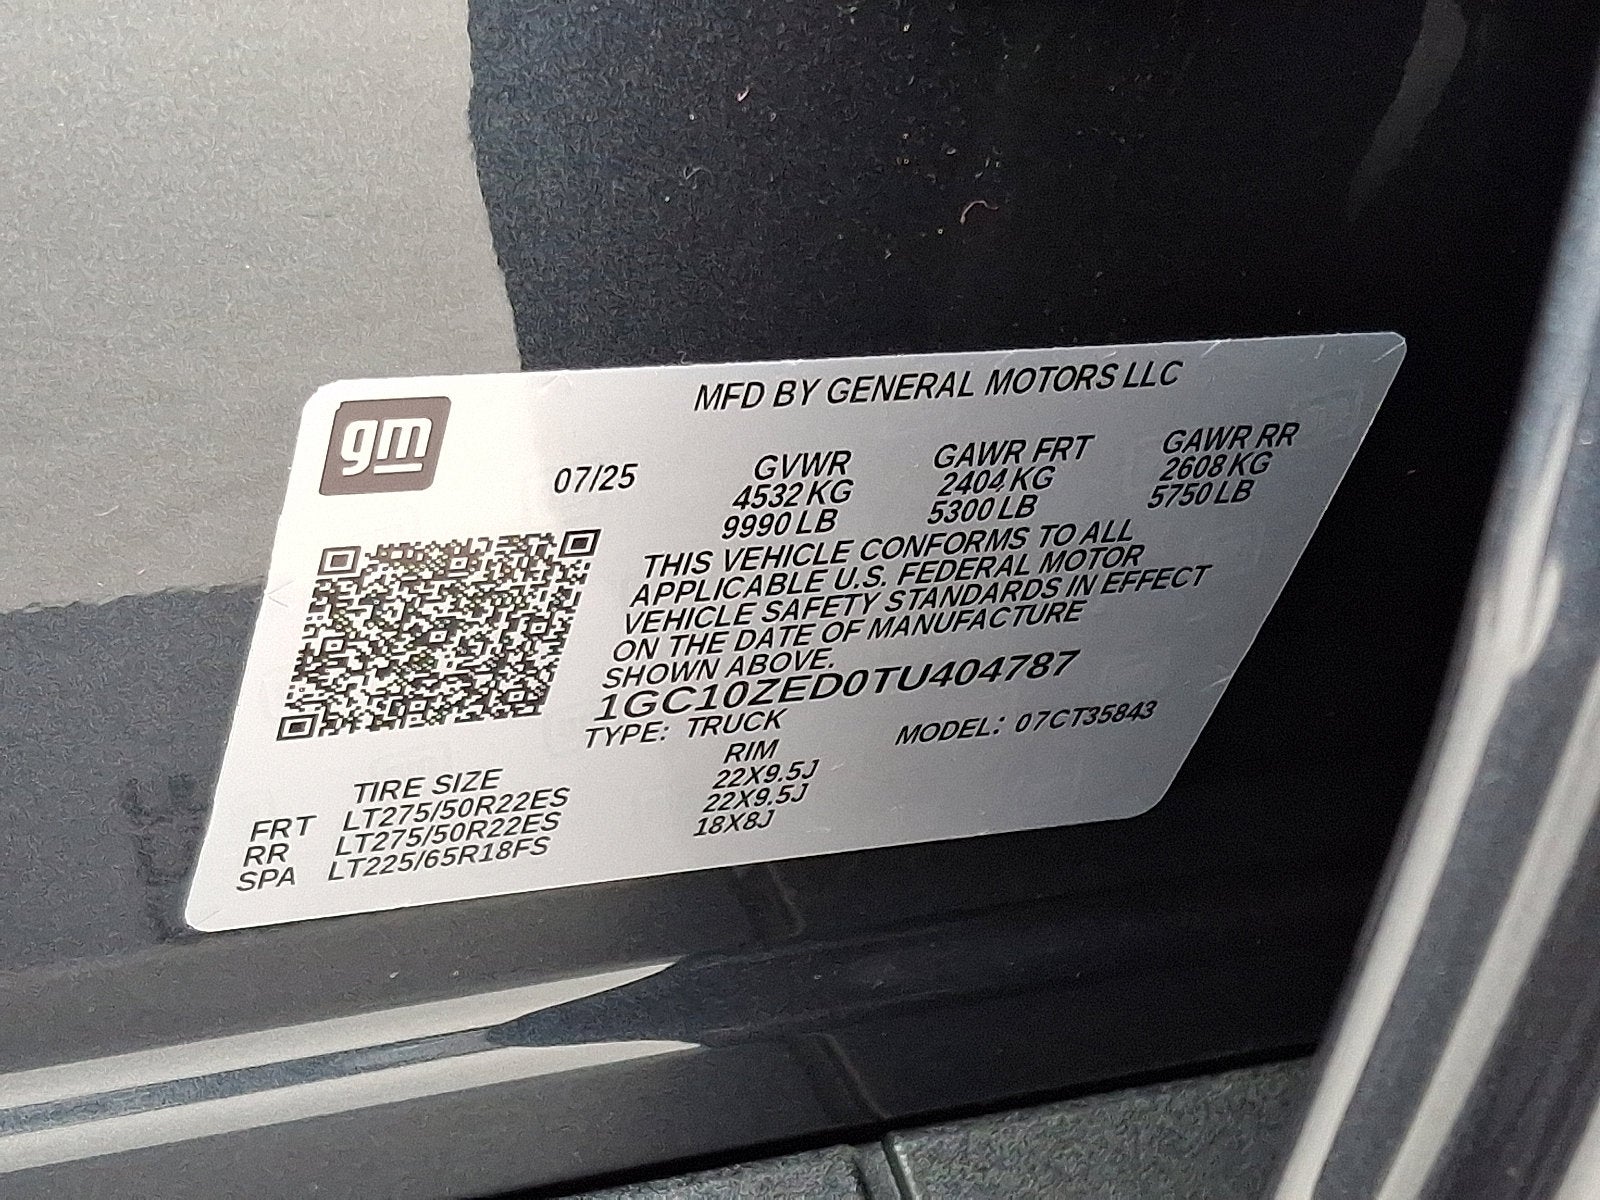 gm
MFD BY GENERAL MOTORS LLC
07/25
GVWR GAWR FRT GAWR RR
4532 KG 2404 KG 2608 KG
9990 LB 5300 LB 5750 LB
THIS VEHICLE CONFORMS TO ALL
APPLICABLE U.S. FEDERAL MOTOR
VEHICLE SAFETY STANDARDS IN EFFECT
ON THE DATE OF MANUFACTURE
SHOWN ABOVE.
1GC10ZED0TU404787
TYPE: TRUCK MODEL: 07CT35843
TIRE SIZE RIM
FRT LT275/50R22ES 22X9.5J
RR LT275/50R22ES 22X9.5J
SPA LT225/65R18FS 18X8J